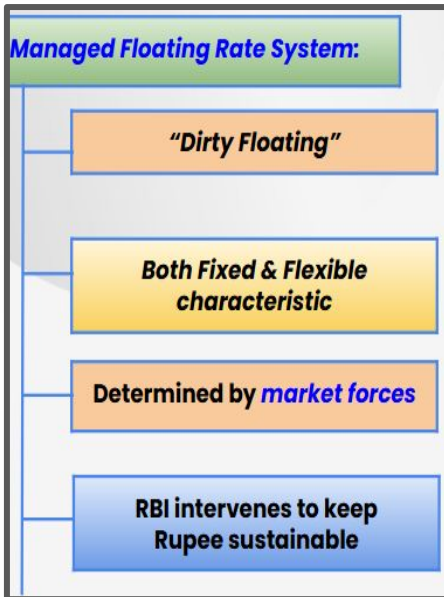 Managed Floating Rate System:
“Dirty Floating”
Both Fixed & Flexible
characteristic
Determined by market forces
RBI intervenes to keep
Rupee sustainable